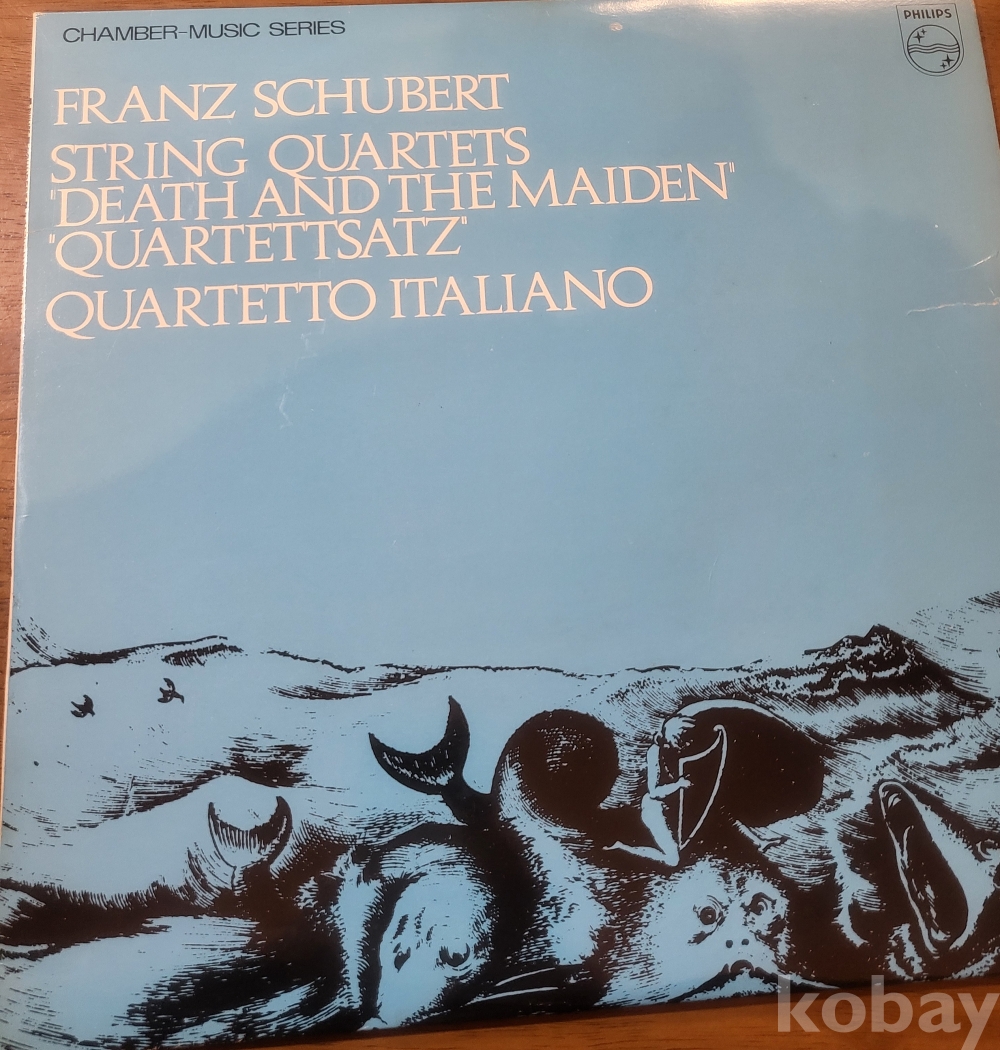 CHAMBER-MUSIC SERIES
PHILIPS
FRANZ SCHUBERT
STRING QUARTETS
"DEATH AND THE MAIDEN"
"QUARTETTSATZ"
QUARTETTO ITALIANO
kobay